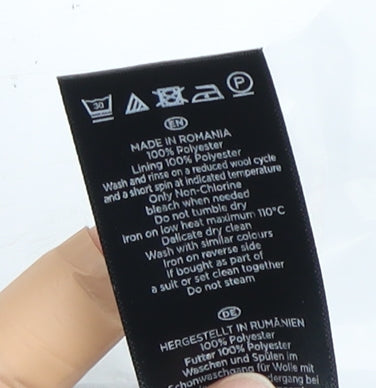 30
P
EN
MADE IN ROMANIA
100% Polyester
Lining 100% Polyester
Wash and rinse on a reduced wool cycle
and a short spin at indicated temperature
Only Non-Chlorine
bleach when needed
Do not tumble dry
Iron on low heat maximum 110°C
Delicate dry clean
Wash with similar colours
Iron on reverse side
If bought as part of
a suit or set clean together
Do not steam
DE
HERGESTELLT IN RUMÄNIEN
100% Polyester
Futter 100% Polyester
Waschen und Spülen im
Schonwaschgang für Wolle mit